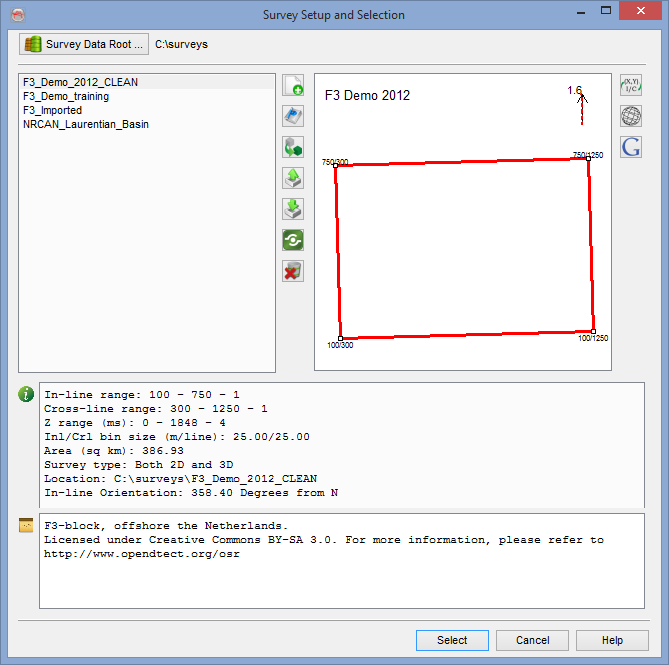 Survey Setup and Selection
Survey Data Root ... C:\surveys
F3_Demo_2012_CLEAN
F3_Demo_training
F3_Imported
NRCAN_Laurentian_Basin
F3 Demo 2012
1.6
750/300
750/1250
100/300
100/1250
(X,Y)
I/C
G
In-line range: 100 - 750 - 1
Cross-line range: 300 - 1250 - 1
Z range (ms): 0 - 1848 - 4
Inl/Crl bin size (m/line): 25.00/25.00
Area (sq km): 386.93
Survey type: Both 2D and 3D
Location: C:\surveys\F3_Demo_2012_CLEAN
In-line Orientation: 358.40 Degrees from N
F3-block, offshore the Netherlands.
Licensed under Creative Commons BY-SA 3.0. For more information, please refer to
http://www.opendtect.org/osr
Select Cancel Help